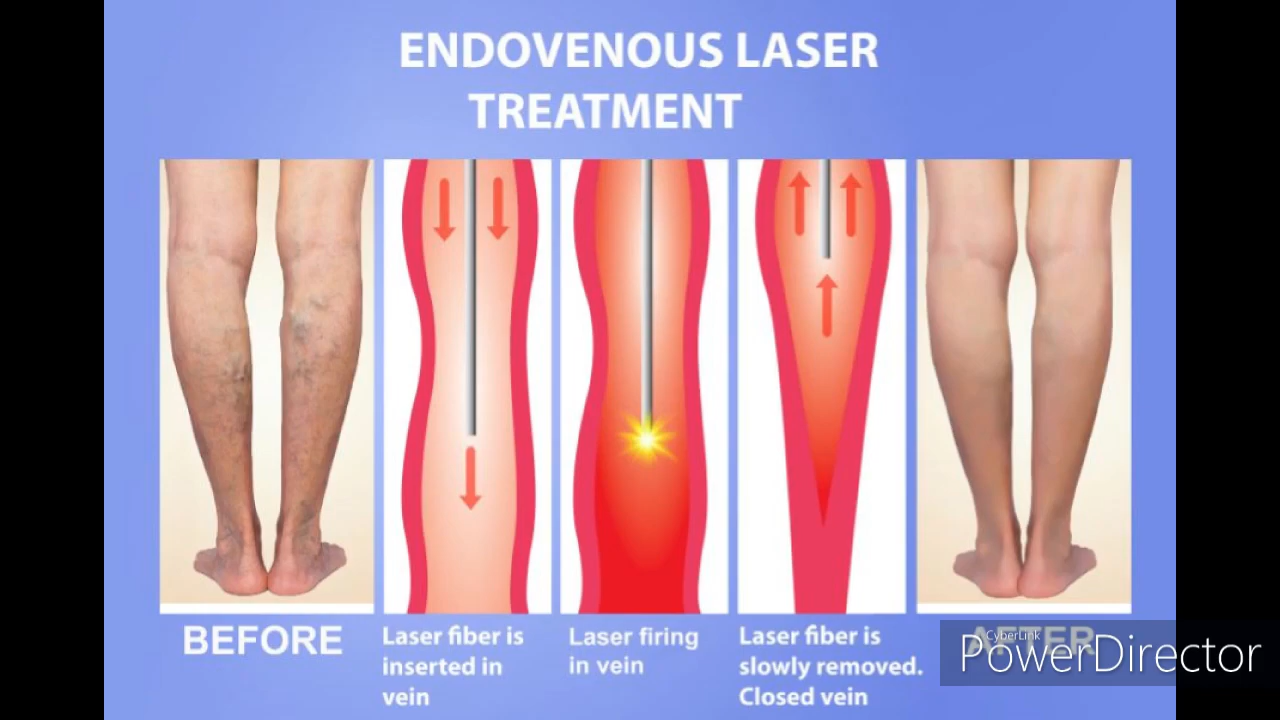 ENDOVENOUS LASER
TREATMENT
BEFORE
Laser fiber is
inserted in
vein
Laser firing
in vein
Laser fiber is
slowly removed.
Closed vein
AFTER
CyberLink
PowerDirector